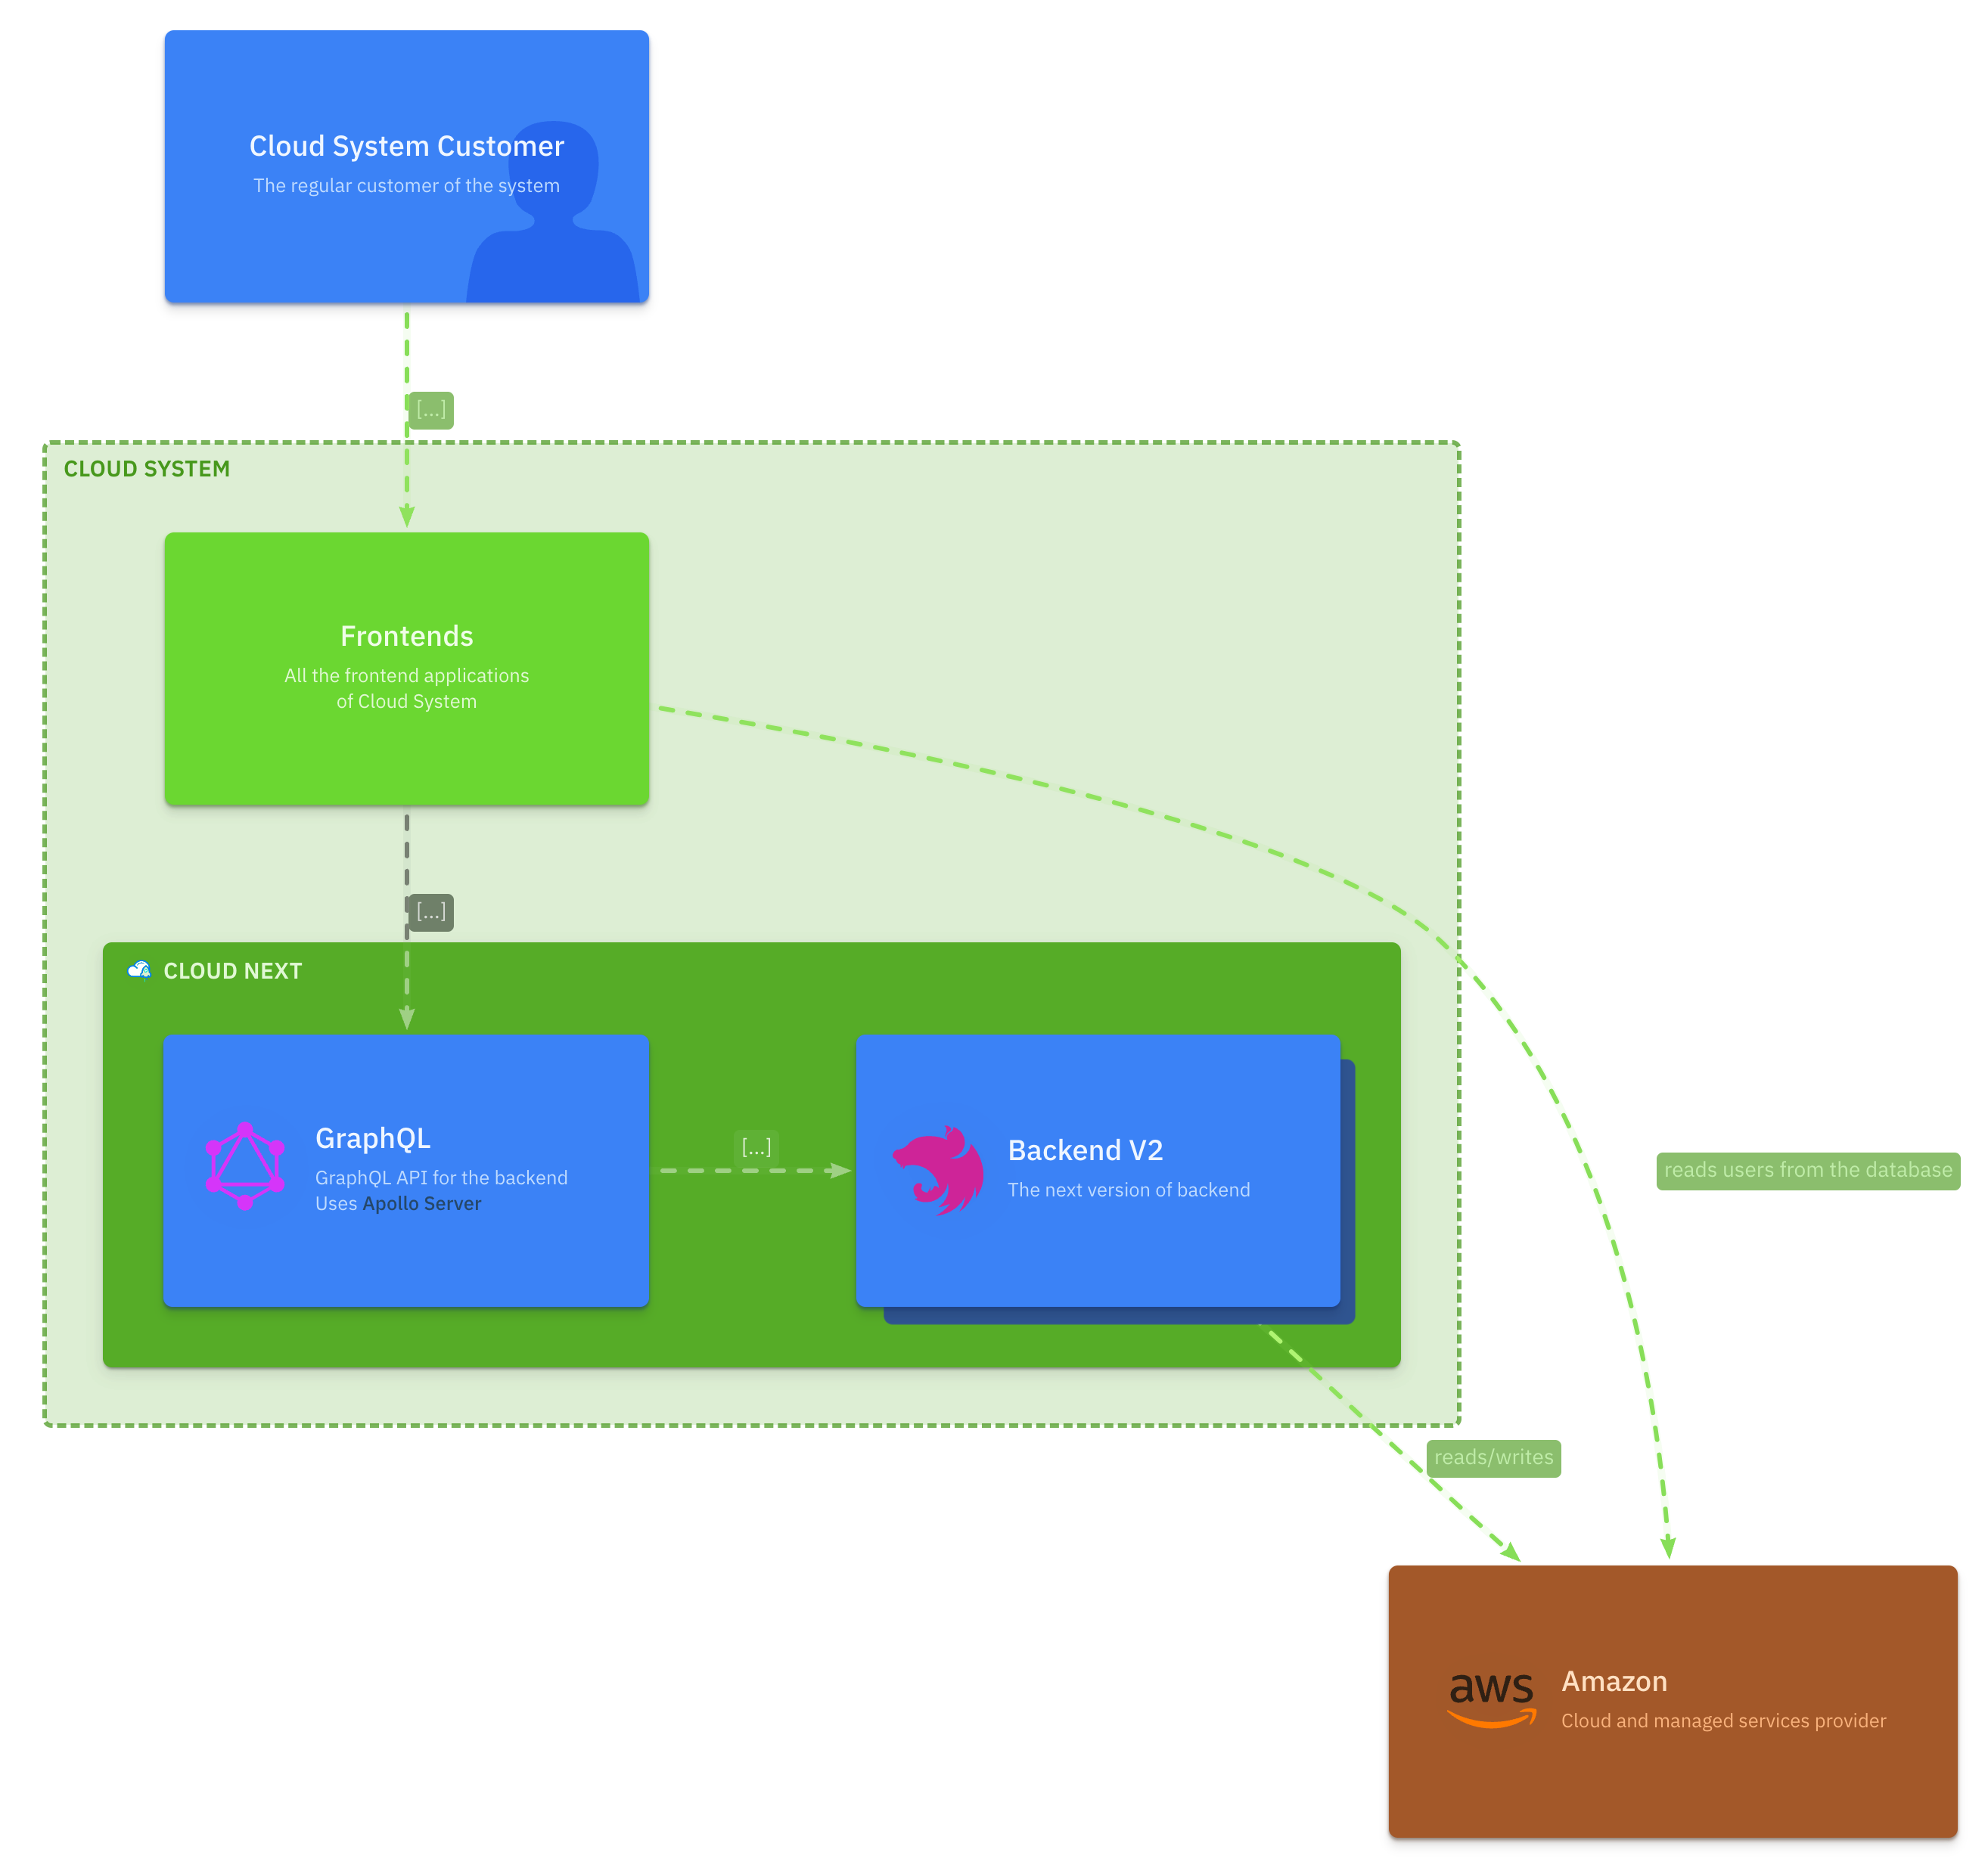 Cloud System Customer
The regular customer of the system
[...]
CLOUD SYSTEM
Frontends
All the frontend applications
of Cloud System
[...]
CLOUD NEXT
GraphQL
GraphQL API for the backend
Uses Apollo Server
[...]
Backend V2
The next version of backend
reads users from the database
reads/writes
aws
Amazon
Cloud and managed services provider